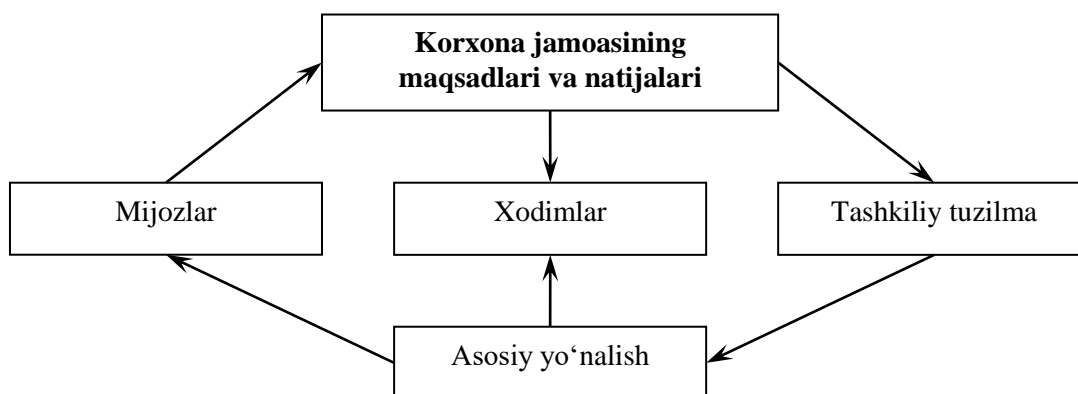 Korxona jamoasining
maqsadlari va natijalari
Mijozlar
Xodimlar
Tashkiliy tuzilma
Asosiy yo‘nalish